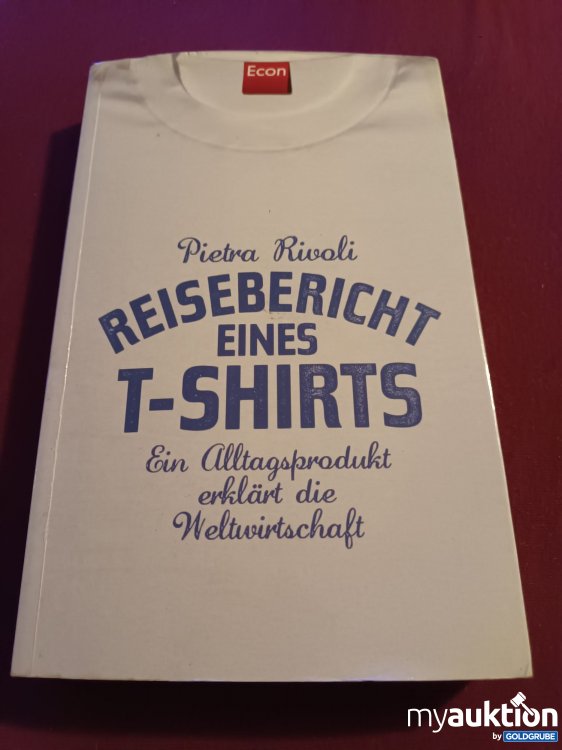 Econ
Pietra Rivoli
REISEBERICHT
EINES
T-SHIRTS
Ein Alltagsprodukt
erklärt die
Weltwirtschaft
myauktion
by GOLDGRUBE